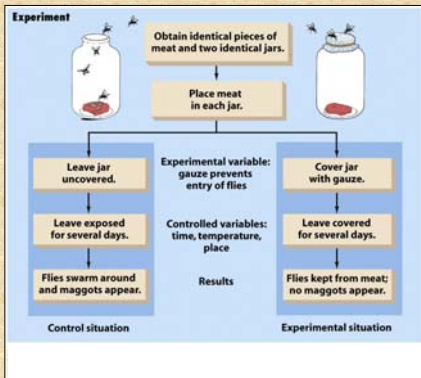 Experiment
Obtain identical pieces of
meat and two identical jars.
Place meat
in each jar.
Leave jar
uncovered.
Experimental variable:
gauze prevents
entry of flies
Cover jar
with gauze.
Leave exposed
for several days.
Controlled variables:
time, temperature,
place
Leave covered
for several days.
Flies swarm around
and maggots appear.
Results
Flies kept from meat;
no maggots appear.
Control situation
Experimental situation